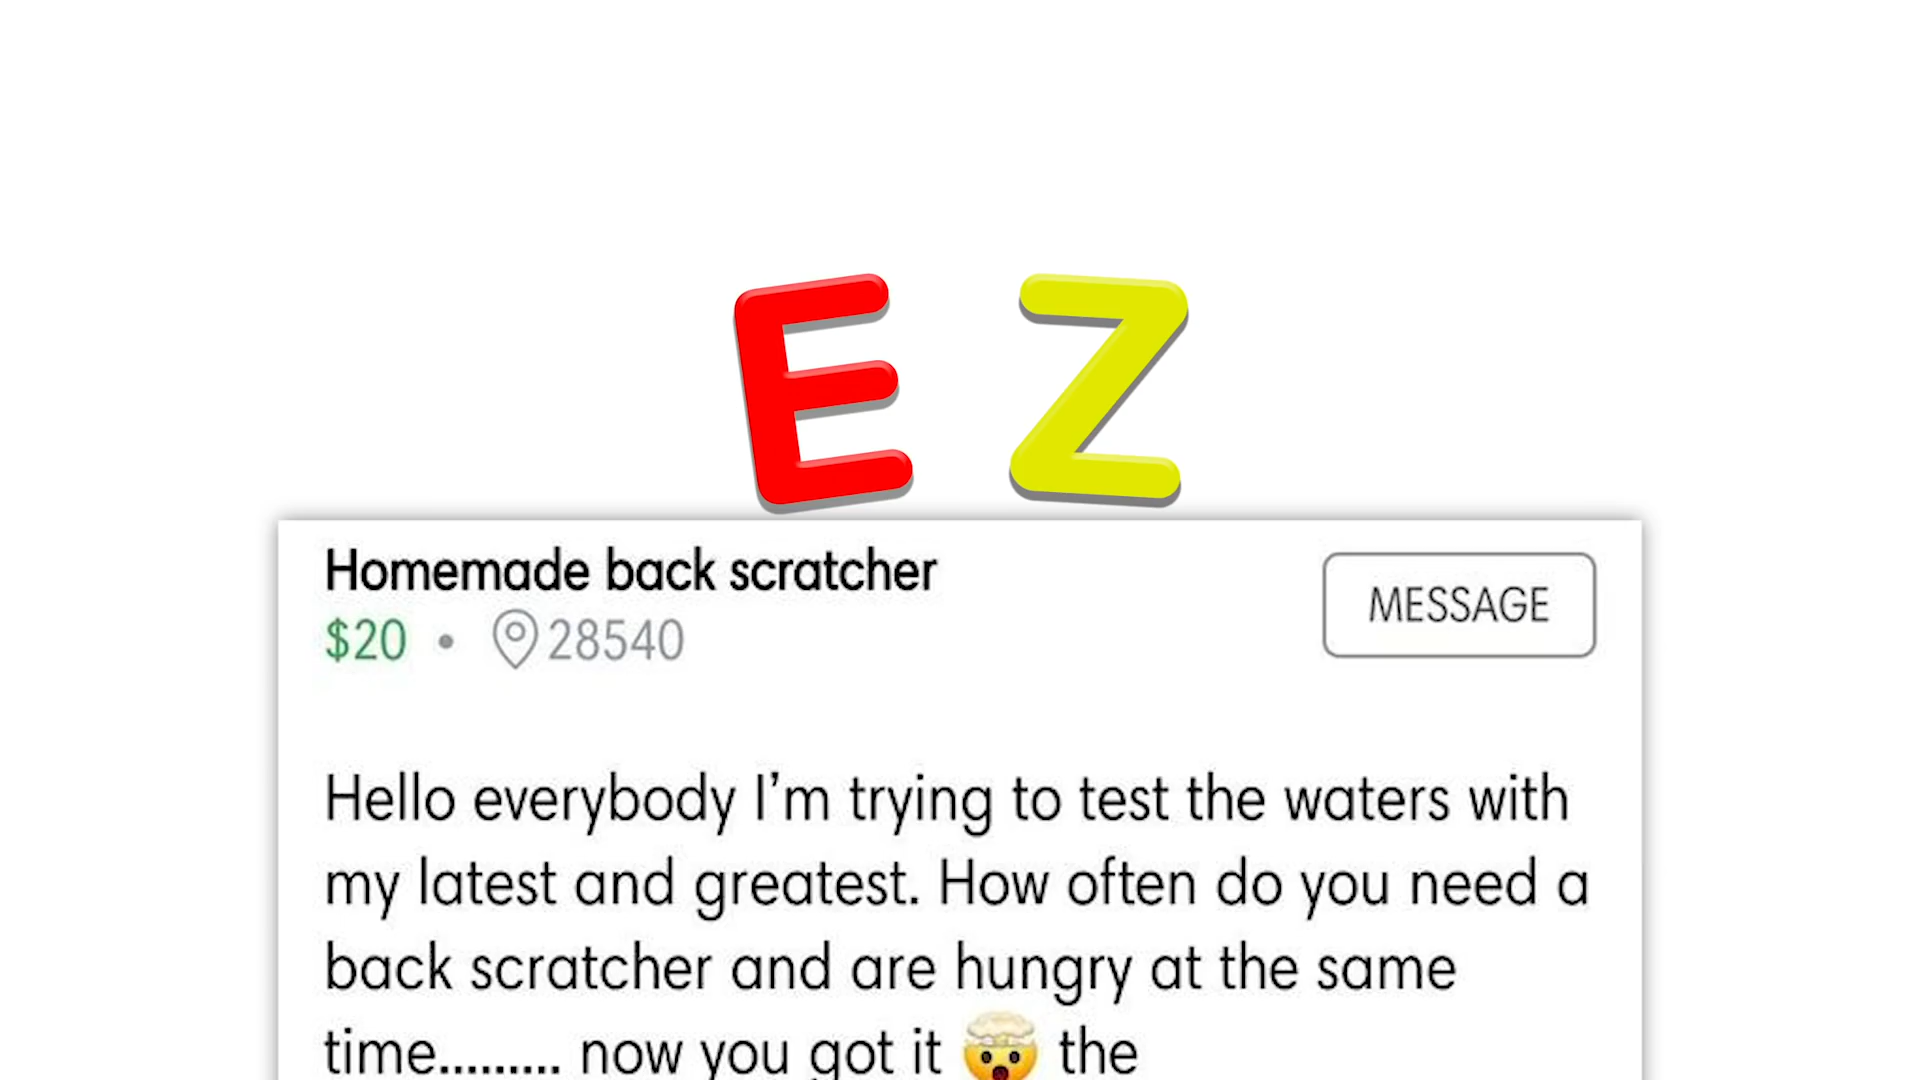 E Z
Homemade back scratcher
MESSAGE
$20 • 28540
Hello everybody I’m trying to test the waters with
my latest and greatest. How often do you need a
back scratcher and are hungry at the same
time......... now you got it 🤯 the